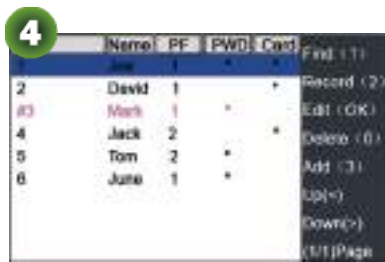 4
Name PF PWD Card
1 Joe 1 * *
2 David 1 *
#3 Mark 1 *
4 Jack 2 *
5 Tom 2 *
6 June 1 *
Find (1)
Record (2)
Edit (OK)
Delete (0)
Add (3)
Up(<)
Down(>)
(1/1)Page